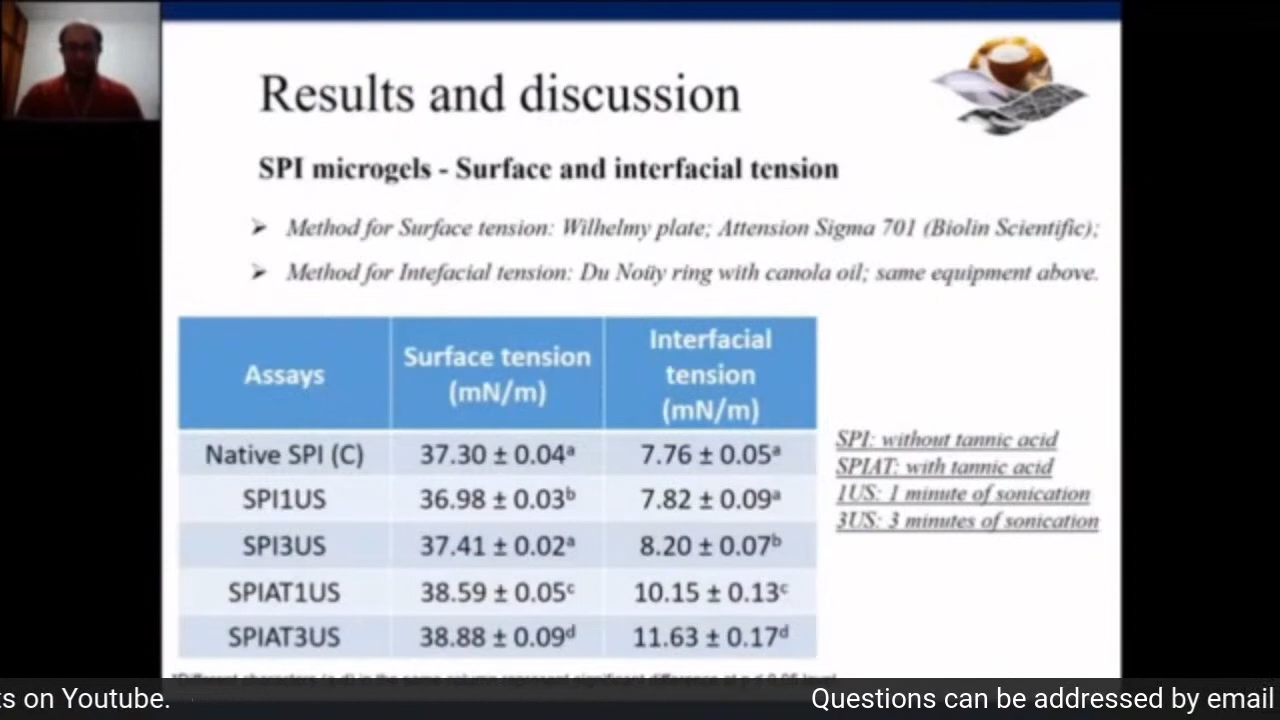 Results and discussion
SPI microgels - Surface and interfacial tension
➤ Method for Surface tension: Wilhelmy plate; Attension Sigma 701 (Biolin Scientific);
➤ Method for Intefacial tension: Du Noüy ring with canola oil; same equipment above.
Assays
Surface tension
(mN/m)
Interfacial
tension
(mN/m)
Native SPI (C) 37.30 ± 0.04ᵃ 7.76 ± 0.05ᵃ
SPI1US 36.98 ± 0.03ᵇ 7.82 ± 0.09ᵃ
SPI3US 37.41 ± 0.02ᵃ 8.20 ± 0.07ᵇ
SPIAT1US 38.59 ± 0.05ᶜ 10.15 ± 0.13ᶜ
SPIAT3US 38.88 ± 0.09ᵈ 11.63 ± 0.17ᵈ
SPI: without tannic acid
SPIAT: with tannic acid
1US: 1 minute of sonication
3US: 3 minutes of sonication
ts on Youtube.
Questions can be addressed by email